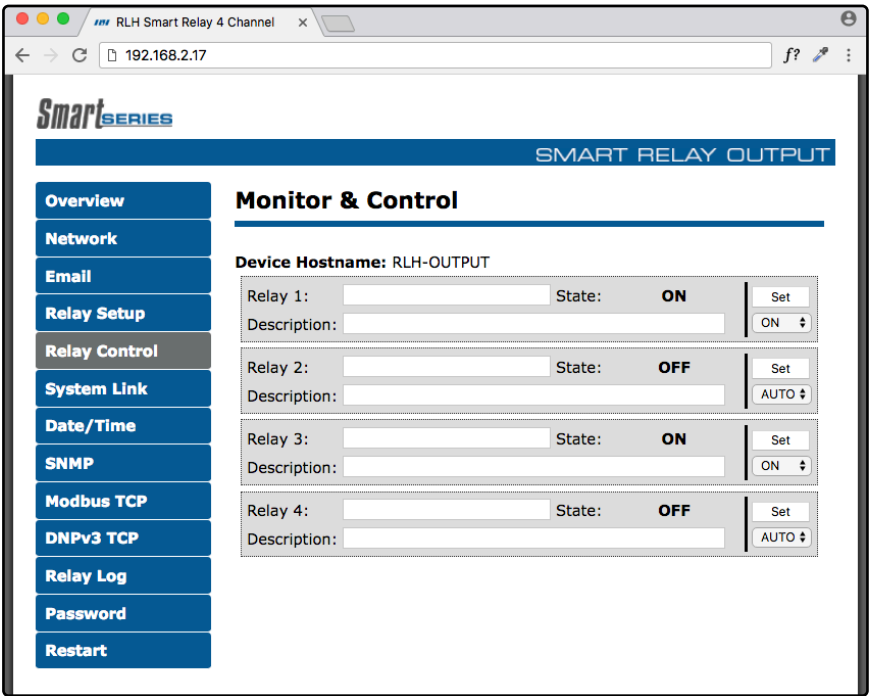 RLH Smart Relay 4 Channel
192.168.2.17
f?
Smart SERIES
SMART RELAY OUTPUT
Overview
Network
Email
Relay Setup
Relay Control
System Link
Date/Time
SNMP
Modbus TCP
DNPv3 TCP
Relay Log
Password
Restart
Monitor & Control
Device Hostname: RLH-OUTPUT
Relay 1: State: ON Set
Description: ON
Relay 2: State: OFF Set
Description: AUTO
Relay 3: State: ON Set
Description: ON
Relay 4: State: OFF Set
Description: AUTO